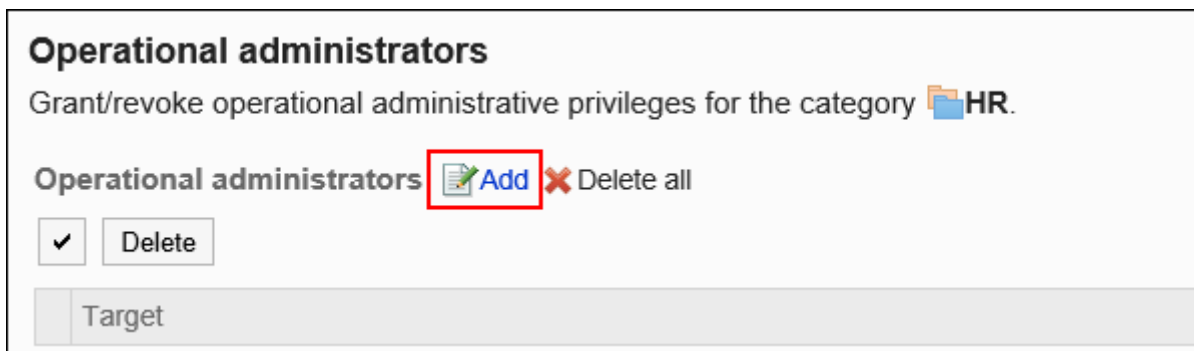 Operational administrators
Grant/revoke operational administrative privileges for the category HR.
Operational administrators Add Delete all
Delete
Target